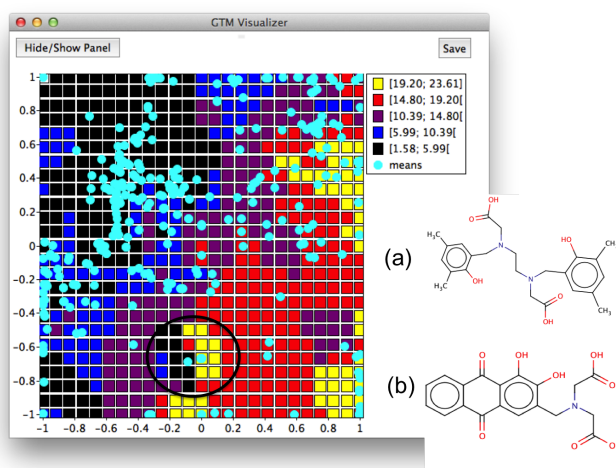 GTM Visualizer
Hide/Show Panel
Save
[19.20; 23.61]
[14.80; 19.20[
[10.39; 14.80[
[5.99; 10.39[
[1.58; 5.99[
means
1
0.8
0.6
0.4
0.2
0
-0.2
-0.4
-0.6
-0.8
-1
-1 -0.8 -0.6 -0.4 -0.2 0 0.2 0.4 0.6 0.8 1
(a)
OH
O
H₃C
N
OH
CH₃
N
OH
H₃C
O
OH
CH₃
(b)
O
OH
OH
O
OH
N
O
O
OH